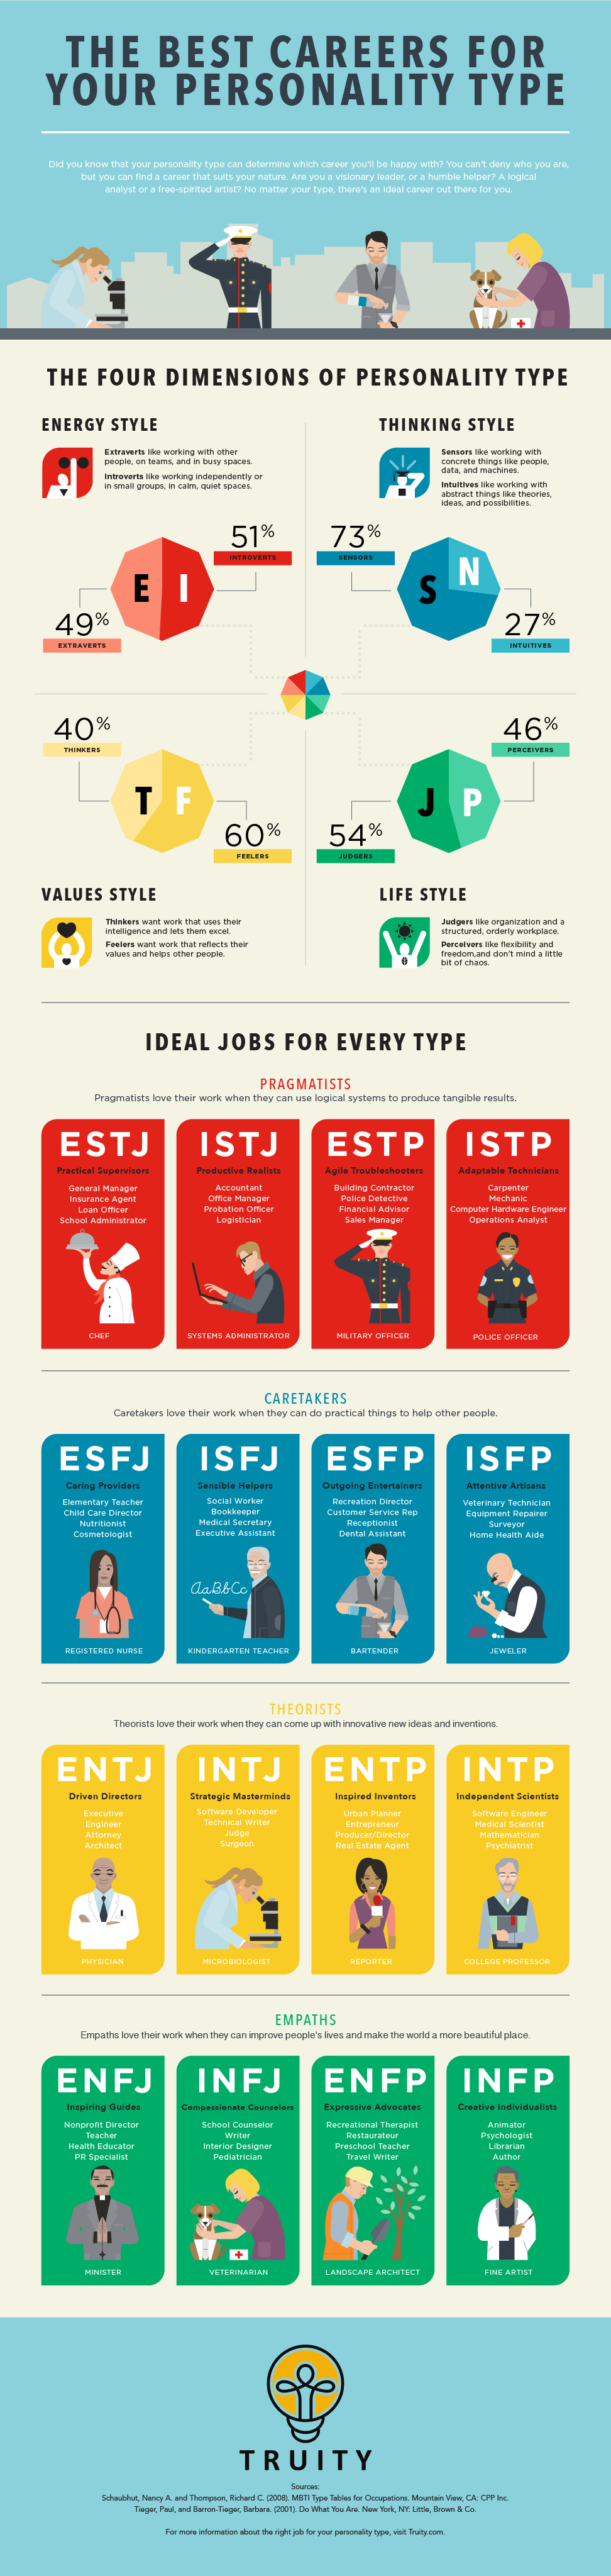 THE BEST CAREERS FOR
YOUR PERSONALITY TYPE
Did you know that your personality type can determine which career you'll be happy with? You can't deny who you are,
but you can find a career that suits your nature. Are you a visionary leader, or a humble helper? A logical
analyst or a free-spirited artist? No matter your type, there's an ideal career out there for you.
THE FOUR DIMENSIONS OF PERSONALITY TYPE
ENERGY STYLE
Extraverts like working with other
people, on teams, and in busy spaces.
Introverts like working independently or
in small groups, in calm, quiet spaces.
51%
INTROVERTS
E I
49%
EXTRAVERTS
THINKING STYLE
Sensors like working with
concrete things like people,
data, and machines.
Intuitives like working with
abstract things like theories,
ideas, and possibilities.
73%
SENSORS
S N
27%
INTUITIVES
40%
THINKERS
T F
60%
FEELERS
VALUES STYLE
Thinkers want work that uses their
intelligence and lets them excel.
Feelers want work that reflects their
values and helps other people.
46%
PERCEIVERS
J P
54%
JUDGERS
LIFE STYLE
Judgers like organization and a
structured, orderly workplace.
Perceivers like flexibility and
freedom,and don't mind a little
bit of chaos.
IDEAL JOBS FOR EVERY TYPE
PRAGMATISTS
Pragmatists love their work when they can use logical systems to produce tangible results.
ESTJ
Practical Supervisors
General Manager
Insurance Agent
Loan Officer
School Administrator
CHEF
ISTJ
Productive Realists
Accountant
Office Manager
Probation Officer
Logistician
SYSTEMS ADMINISTRATOR
ESTP
Agile Troubleshooters
Building Contractor
Police Detective
Financial Advisor
Sales Manager
MILITARY OFFICER
ISTP
Adaptable Technicians
Carpenter
Mechanic
Computer Hardware Engineer
Operations Analyst
POLICE OFFICER
CARETAKERS
Caretakers love their work when they can do practical things to help other people.
ESFJ
Caring Providers
Elementary Teacher
Child Care Director
Nutritionist
Cosmetologist
REGISTERED NURSE
ISFJ
Sensible Helpers
Social Worker
Bookkeeper
Medical Secretary
Executive Assistant
AaBbCc
KINDERGARTEN TEACHER
ESFP
Outgoing Entertainers
Recreation Director
Customer Service Rep
Receptionist
Dental Assistant
BARTENDER
ISFP
Attentive Artisans
Veterinary Technician
Equipment Repairer
Surveyor
Home Health Aide
JEWELER
THEORISTS
Theorists love their work when they can come up with innovative new ideas and inventions.
ENTJ
Driven Directors
Executive
Engineer
Attorney
Architect
PHYSICIAN
INTJ
Strategic Masterminds
Software Developer
Technical Writer
Judge
Surgeon
MICROBIOLOGIST
ENTP
Inspired Inventors
Urban Planner
Entrepreneur
Producer/Director
Real Estate Agent
REPORTER
INTP
Independent Scientists
Software Engineer
Medical Scientist
Mathematician
Psychiatrist
COLLEGE PROFESSOR
EMPATHS
Empaths love their work when they can improve people's lives and make the world a more beautiful place.
ENFJ
Inspiring Guides
Nonprofit Director
Teacher
Health Educator
PR Specialist
MINISTER
INFJ
Compassionate Counselors
School Counselor
Writer
Interior Designer
Pediatrician
VETERINARIAN
ENFP
Expressive Advocates
Recreational Therapist
Restaurateur
Preschool Teacher
Travel Writer
LANDSCAPE ARCHITECT
INFP
Creative Individualists
Animator
Psychologist
Librarian
Author
FINE ARTIST
TRUITY
Sources:
Schaubhut, Nancy A. and Thompson, Richard C. (2008). MBTI Type Tables for Occupations. Mountain View, CA: CPP Inc.
Tieger, Paul, and Barron-Tieger, Barbara. (2001). Do What You Are. New York, NY: Little, Brown & Co.
For more information about the right job for your personality type, visit Truity.com.